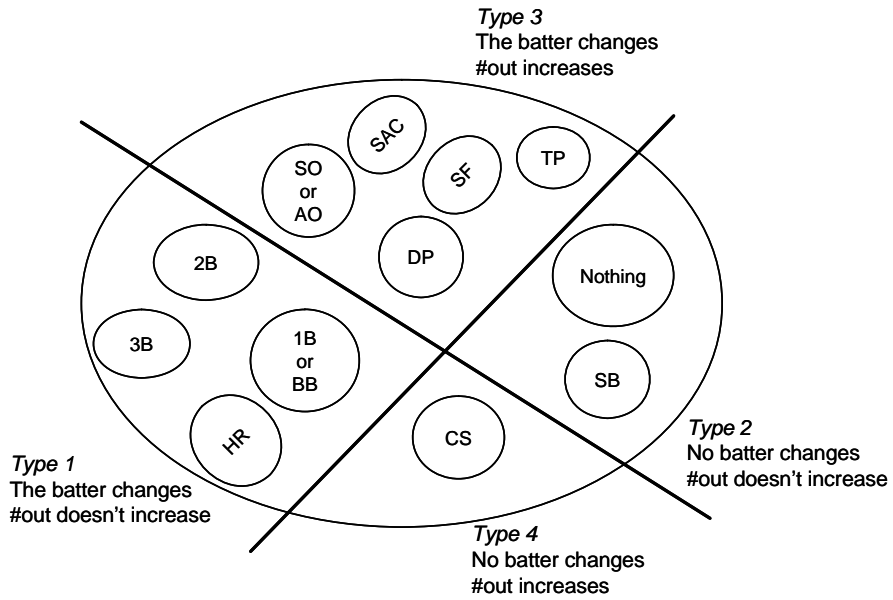 Type 3
The batter changes
#out increases
SAC
SO
or
AO
SF
TP
DP
2B
Nothing
3B
1B
or
BB
SB
HR
CS
Type 2
No batter changes
#out doesn’t increase
Type 1
The batter changes
#out doesn’t increase
Type 4
No batter changes
#out increases